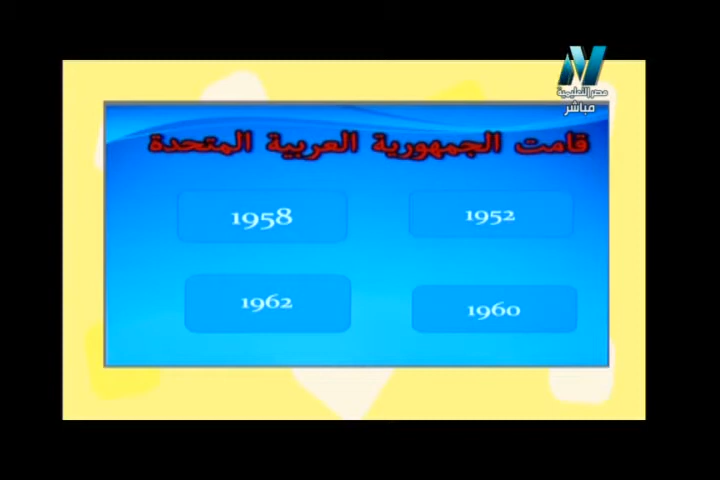 مصر التعليمية
مباشر
قامت الجمهورية العربية المتحدة
1952
1958
1960
1962